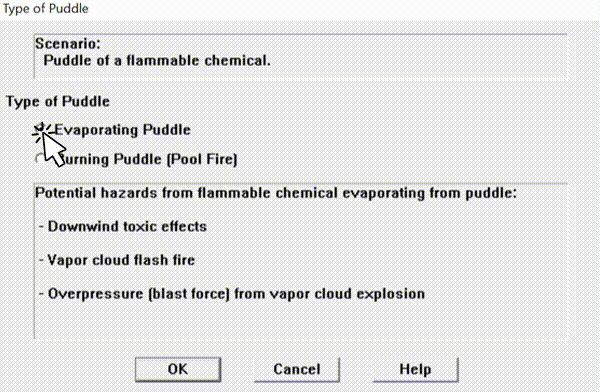 Type of Puddle
Scenario:
Puddle of a flammable chemical.
Type of Puddle
Evaporating Puddle
urning Puddle (Pool Fire)
Potential hazards from flammable chemical evaporating from puddle:
- Downwind toxic effects
- Vapor cloud flash fire
- Overpressure (blast force) from vapor cloud explosion
OK
Cancel
Help